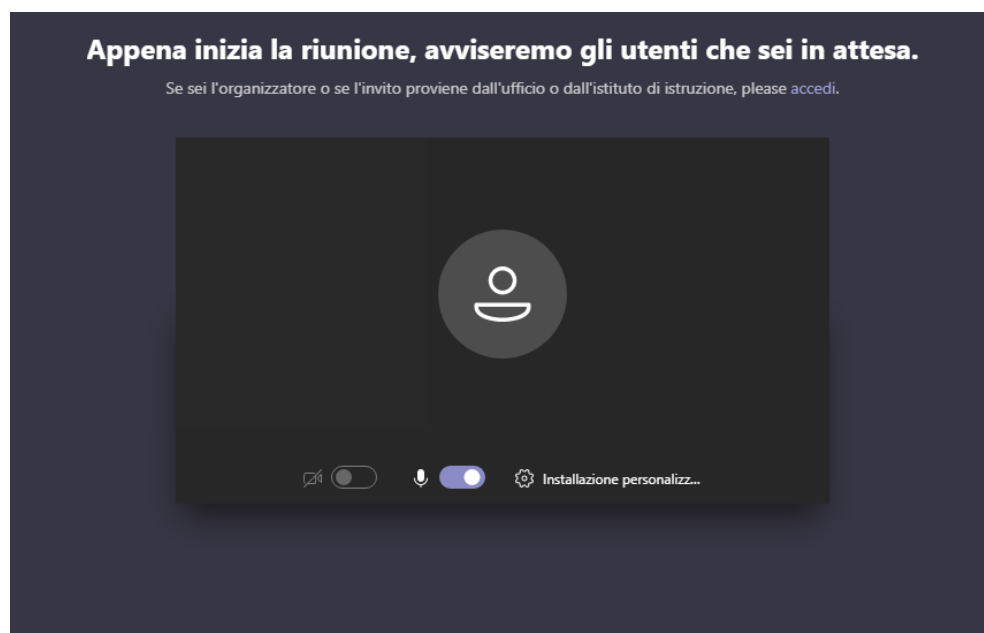 Appena inizia la riunione, avviseremo gli utenti che sei in attesa.
Se sei l'organizzatore o se l'invito proviene dall'ufficio o dall'istituto di istruzione, please accedi.
Installazione personalizz...